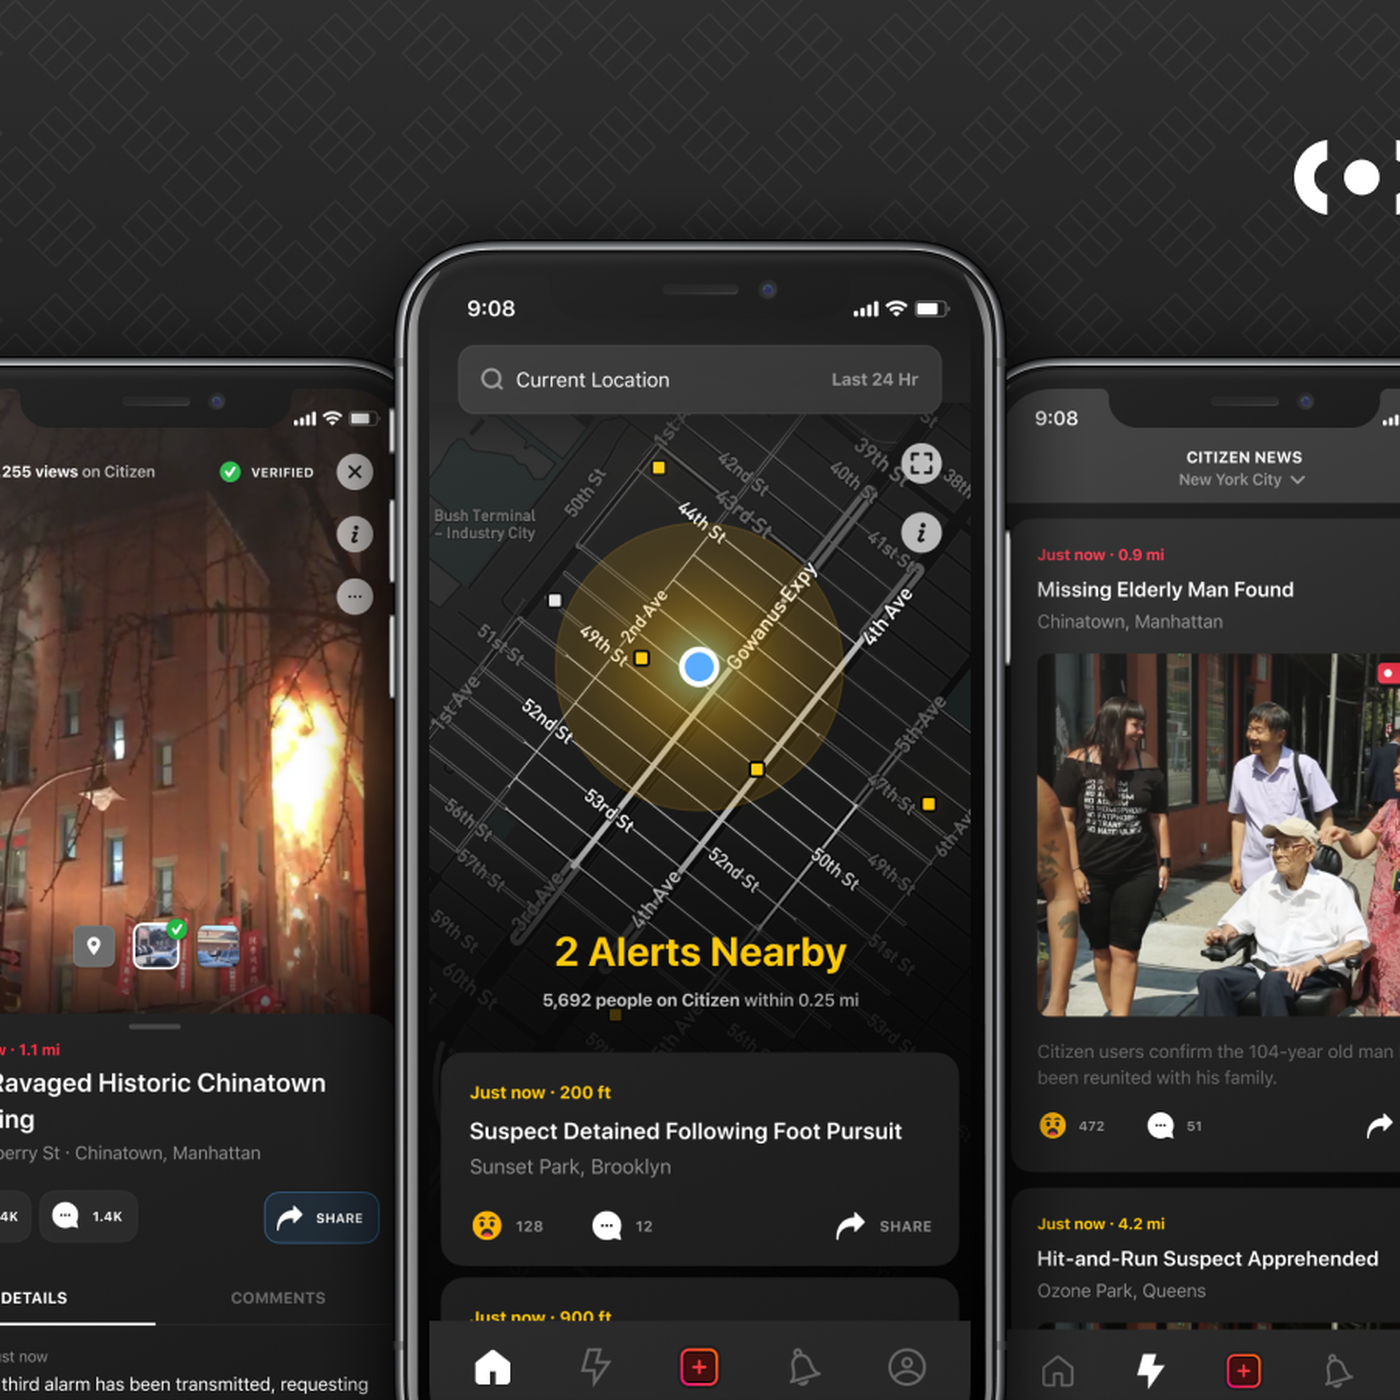 255 views on Citizen
VERIFIED
w · 1.1 mi
Ravaged Historic Chinatown
ing
berry St · Chinatown, Manhattan
4K
1.4K
SHARE
DETAILS
COMMENTS
ust now
third alarm has been transmitted, requesting
9:08
Current Location
Last 24 Hr
Bush Terminal
– Industry City
50th St
1st A
42nd St
43rd St
44th St
39th St
40th St
38th
41st St
St
2nd Ave
Gowanus Expy
4th Ave
49th St
51st St
1st Ave
52nd St
5th Ave
47th St
53rd St
56th St
57th St
52nd St
50th St
49th St
6th Av
3rd Ave
4th Ave
59th St
60th St
51st St
53rd St
56th St
59th
5th Av
2 Alerts Nearby
5,692 people on Citizen within 0.25 mi
Just now · 200 ft
Suspect Detained Following Foot Pursuit
Sunset Park, Brooklyn
128
12
SHARE
Just now · 900 ft
9:08
CITIZEN NEWS
New York City
Just now · 0.9 mi
Missing Elderly Man Found
Chinatown, Manhattan
Citizen users confirm the 104-year old man
been reunited with his family.
472
51
Just now · 4.2 mi
Hit-and-Run Suspect Apprehended
Ozone Park, Queens